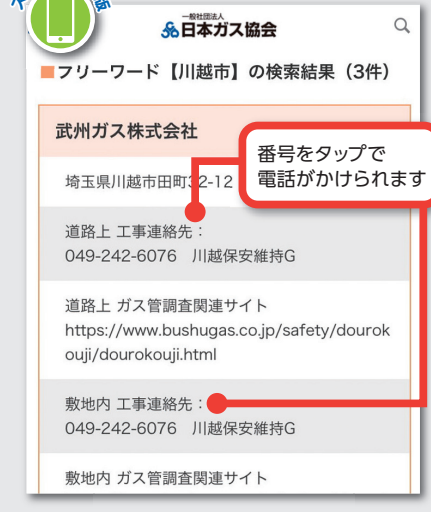 版
一般社団法人
日本ガス協会
■フリーワード【川越市】の検索結果（3件）
武州ガス株式会社
番号をタップで
電話がかけられます
埼玉県川越市田町32-12
道路上 工事連絡先：
049-242-6076　川越保安維持G
道路上 ガス管調査関連サイト
https://www.bushugas.co.jp/safety/dourok
ouji/dourokouji.html
敷地内 工事連絡先：
049-242-6076　川越保安維持G
敷地内 ガス管調査関連サイト